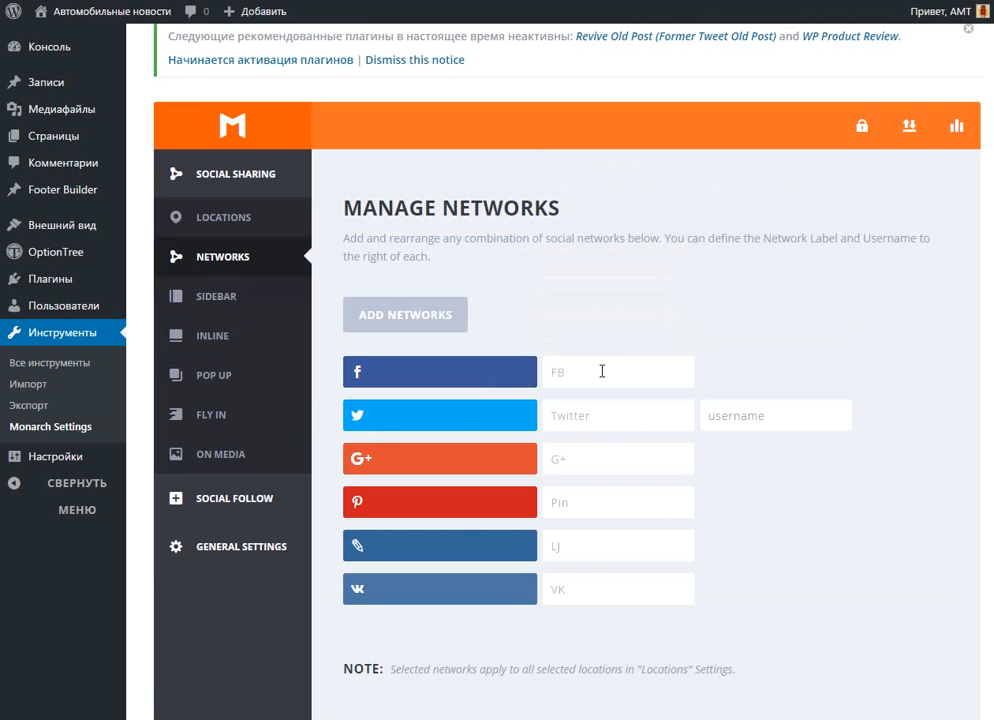 Автомобильные новости
0
Добавить
Привет, АМТ
Следующие рекомендованные плагины в настоящее время неактивны: Revive Old Post (Former Tweet Old Post) and WP Product Review.
Начинается активация плагинов | Dismiss this notice
Консоль
Записи
Медиафайлы
Страницы
Комментарии
Footer Builder
Внешний вид
OptionTree
Плагины
Пользователи
Инструменты
Все инструменты
Импорт
Экспорт
Monarch Settings
Настройки
СВЕРНУТЬ
МЕНЮ
SOCIAL SHARING
LOCATIONS
NETWORKS
SIDEBAR
INLINE
POP UP
FLY IN
ON MEDIA
SOCIAL FOLLOW
GENERAL SETTINGS
MANAGE NETWORKS
Add and rearrange any combination of social networks below. You can define the Network Label and Username to
the right of each.
ADD NETWORKS
FB
Twitter
username
G+
G+
Pin
LJ
VK
NOTE: Selected networks apply to all selected locations in "Locations" Settings.